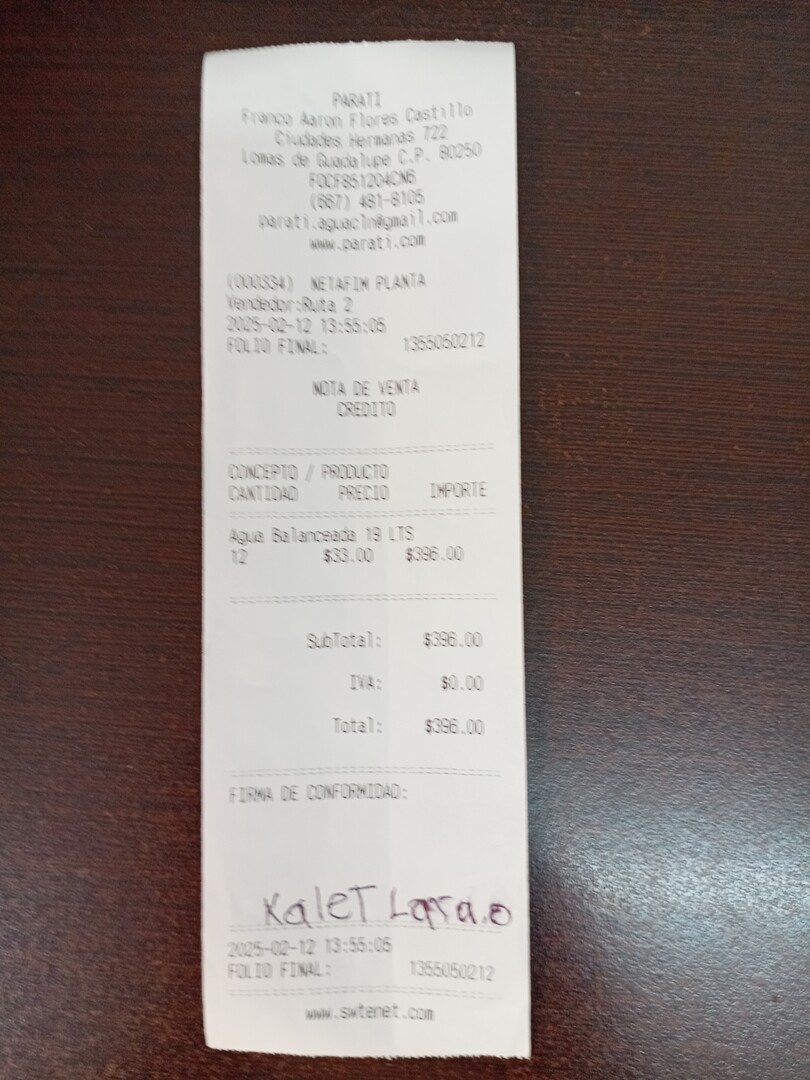 PARATI
Franco Aaron Flores Castillo
Ciudades Hermanas 722
Lomas de Guadalupe C.P. 80250
FOCF851204CN6
(667) 481-8105
parati.aguacln@gmail.com
www.parati.com
(000334) NETAFIM PLANTA
Vendedor:Ruta 2
2025-02-12 13:55:05
FOLIO FINAL: 1355050212
NOTA DE VENTA
CREDITO
CONCEPTO / PRODUCTO
CANTIDAD PRECIO IMPORTE
Agua Balanceada 19 LTS
12 $33.00 $396.00
SubTotal: $396.00
IVA: $0.00
Total: $396.00
FIRMA DE CONFORMIDAD:
Kalet Lara.o
2025-02-12 13:55:05
FOLIO FINAL: 1355050212
www.swtenet.com